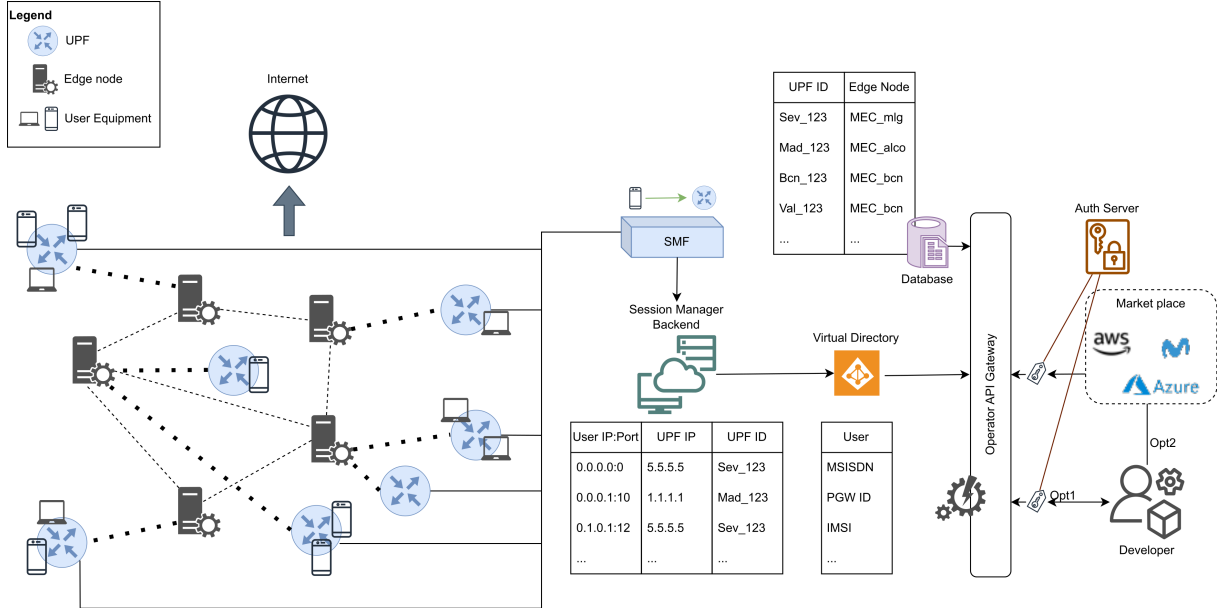 Legend
UPF
Edge node
User Equipment
Internet
UPF ID Edge Node
Sev_123 MEC_mlg
Mad_123 MEC_alco
Bcn_123 MEC_bcn
Val_123 MEC_bcn
... ...
Database
SMF
Session Manager
Backend
Virtual Directory
User IP:Port UPF IP UPF ID
0.0.0.0:0 5.5.5.5 Sev_123
0.0.0.1:10 1.1.1.1 Mad_123
0.1.0.1:12 5.5.5.5 Sev_123
... ... ...
User
MSISDN
PGW ID
IMSI
...
Operator API Gateway
Auth Server
Market place
aws
Azure
Opt2
Opt1
Developer